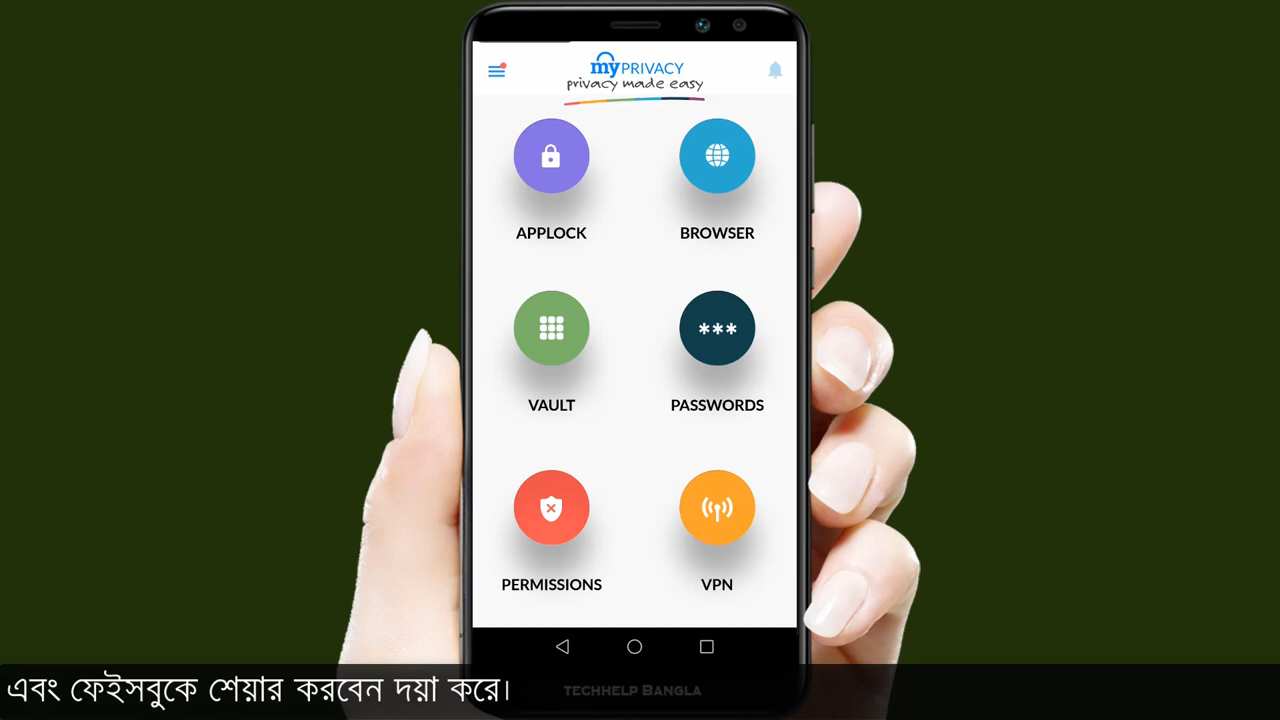 myPRIVACY
privacy made easy
APPLOCK
BROWSER
VAULT
***
PASSWORDS
PERMISSIONS
VPN
TECHHELP BANGLA
এবং ফেইসবুকে শেয়ার করবেন দয়া করে।